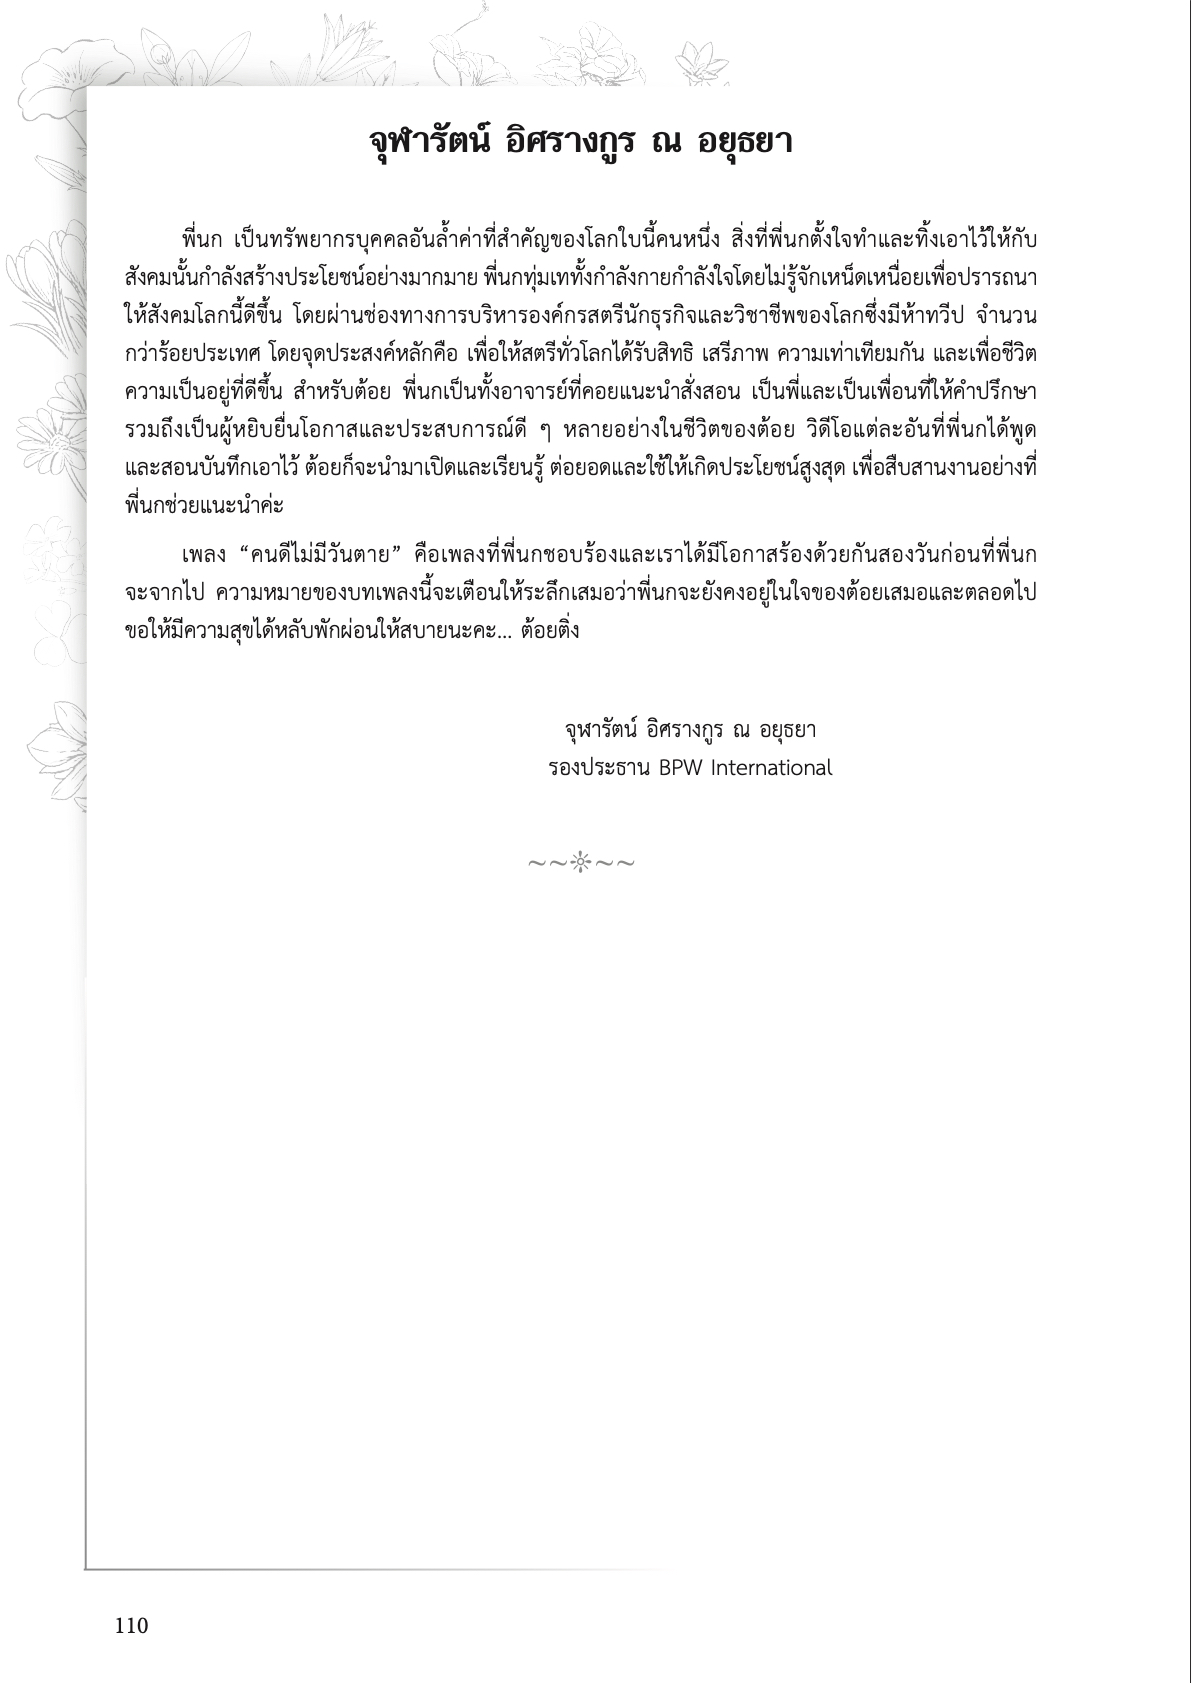 จุฬารัตน์ อิศรางกูร ณ อยุธยา
พี่นก เป็นทรัพยากรบุคคลอันล้ำค่าที่สำคัญของโลกใบนี้คนหนึ่ง สิ่งที่พี่นกตั้งใจทำและทิ้งเอาไว้ให้กับ
สังคมนั้นกำลังสร้างประโยชน์อย่างมากมาย พี่นกทุ่มเททั้งกำลังกายกำลังใจโดยไม่รู้จักเหน็ดเหนื่อยเพื่อปรารถนา
ให้สังคมโลกนี้ดีขึ้น โดยผ่านช่องทางการบริหารองค์กรสตรีนักธุรกิจและวิชาชีพของโลกซึ่งมีห้าทวีป จำนวน
กว่าร้อยประเทศ โดยจุดประสงค์หลักคือ เพื่อให้สตรีทั่วโลกได้รับสิทธิ เสรีภาพ ความเท่าเทียมกัน และเพื่อชีวิต
ความเป็นอยู่ที่ดีขึ้น สำหรับต้อย พี่นกเป็นทั้งอาจารย์ที่คอยแนะนำสั่งสอน เป็นพี่และเป็นเพื่อนที่ให้คำปรึกษา
รวมถึงเป็นผู้หยิบยื่นโอกาสและประสบการณ์ดี ๆ หลายอย่างในชีวิตของต้อย วิดีโอแต่ละอันที่พี่นกได้พูด
และสอนบันทึกเอาไว้ ต้อยก็จะนำมาเปิดและเรียนรู้ ต่อยอดและใช้ให้เกิดประโยชน์สูงสุด เพื่อสืบสานงานอย่างที่
พี่นกช่วยแนะนำค่ะ
เพลง “คนดีไม่มีวันตาย” คือเพลงที่พี่นกชอบร้องและเราได้มีโอกาสร้องด้วยกันสองวันก่อนที่พี่นก
จะจากไป ความหมายของบทเพลงนี้จะเตือนให้ระลึกเสมอว่าพี่นกจะยังคงอยู่ในใจของต้อยเสมอและตลอดไป
ขอให้มีความสุขได้หลับพักผ่อนให้สบายนะคะ... ต้อยติ่ง
จุฬารัตน์ อิศรางกูร ณ อยุธยา
รองประธาน BPW International
110